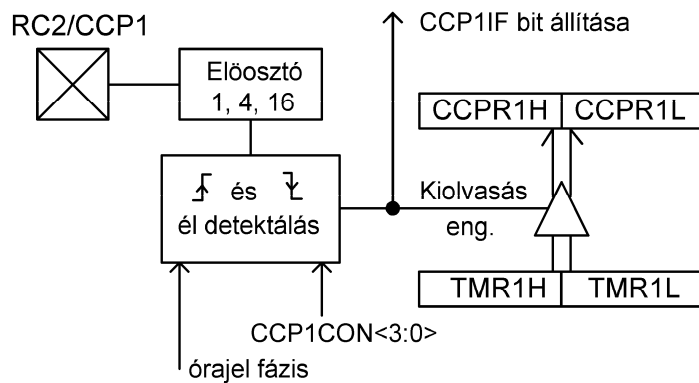 RC2/CCP1
CCP1IF bit állítása
Elöosztó
1, 4, 16
CCPR1H CCPR1L
és
él detektálás
Kiolvasás
eng.
TMR1H TMR1L
CCP1CON<3:0>
órajel fázis